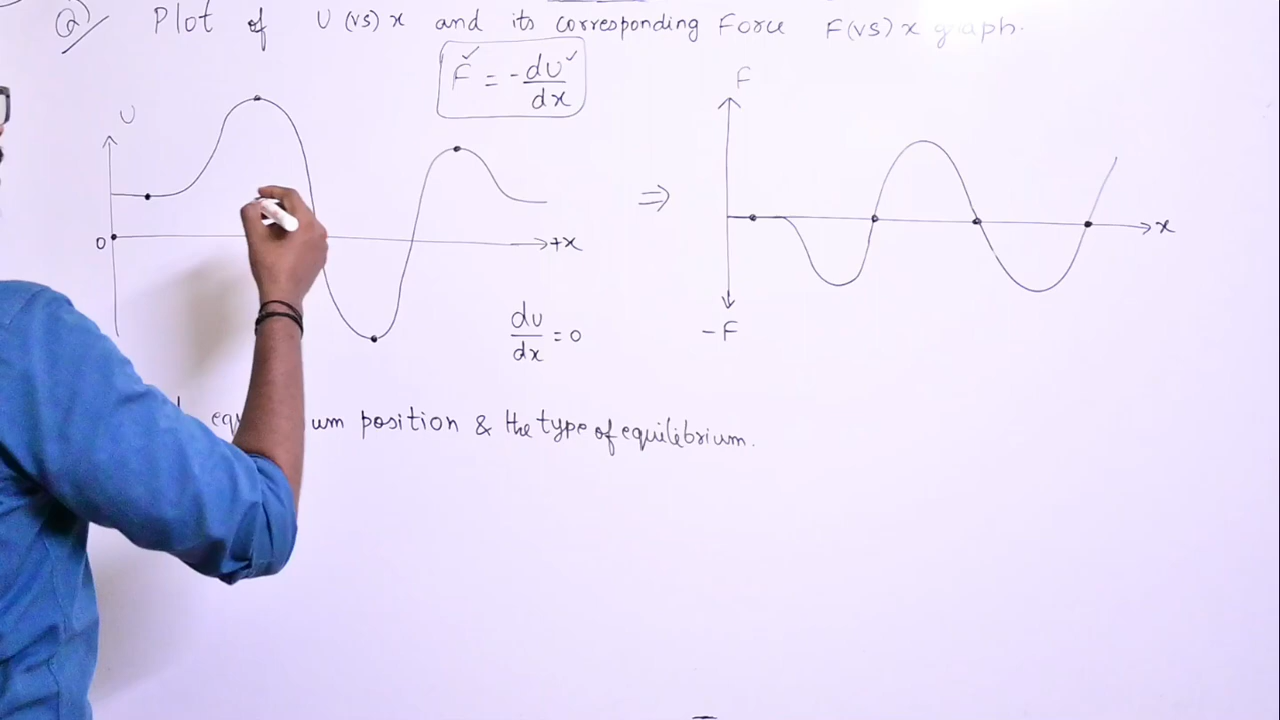 Q) Plot of U (vs) x and its corresponding Force F(vs) x graph.
F = - dU/dx
U
0
+x
du/dx = 0
⇒
F
x
-F
um position & the type of equilibrium.